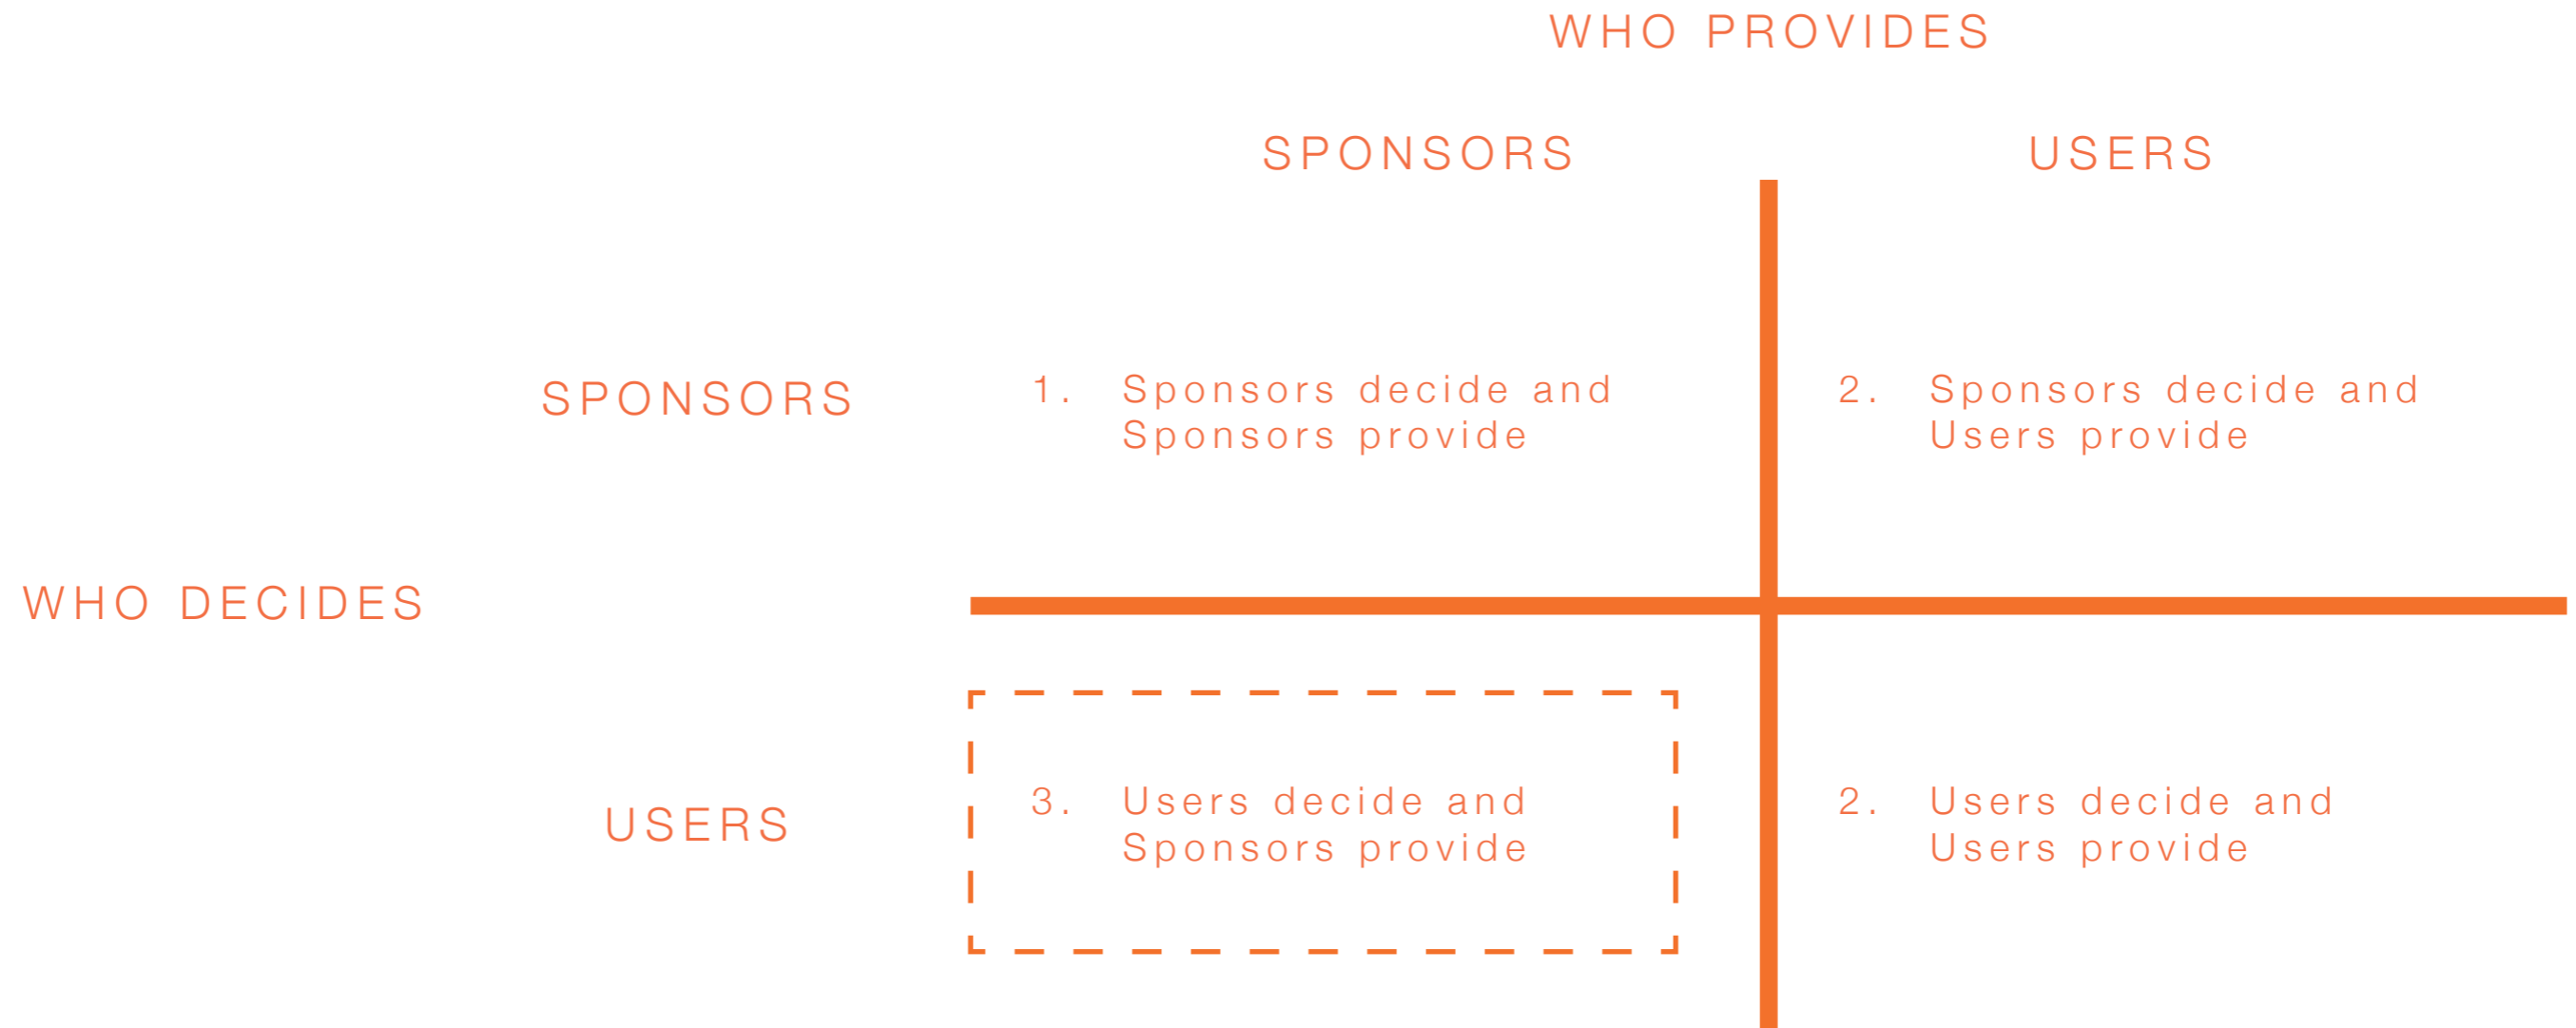 WHO PROVIDES
SPONSORS
USERS
SPONSORS
1. Sponsors decide and
Sponsors provide
2. Sponsors decide and
Users provide
WHO DECIDES
USERS
3. Users decide and
Sponsors provide
2. Users decide and
Users provide